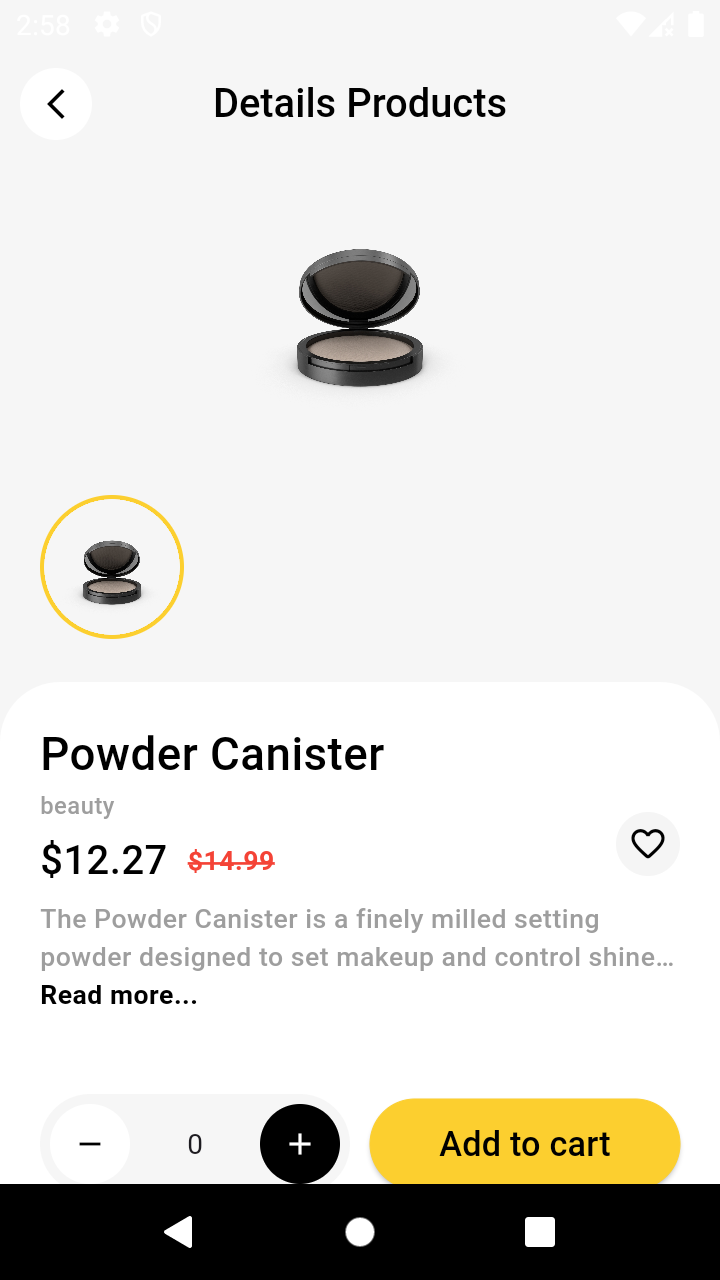 2:58
Details Products
Powder Canister
beauty
$12.27 $14.99
The Powder Canister is a finely milled setting
powder designed to set makeup and control shine…
Read more...
0
Add to cart